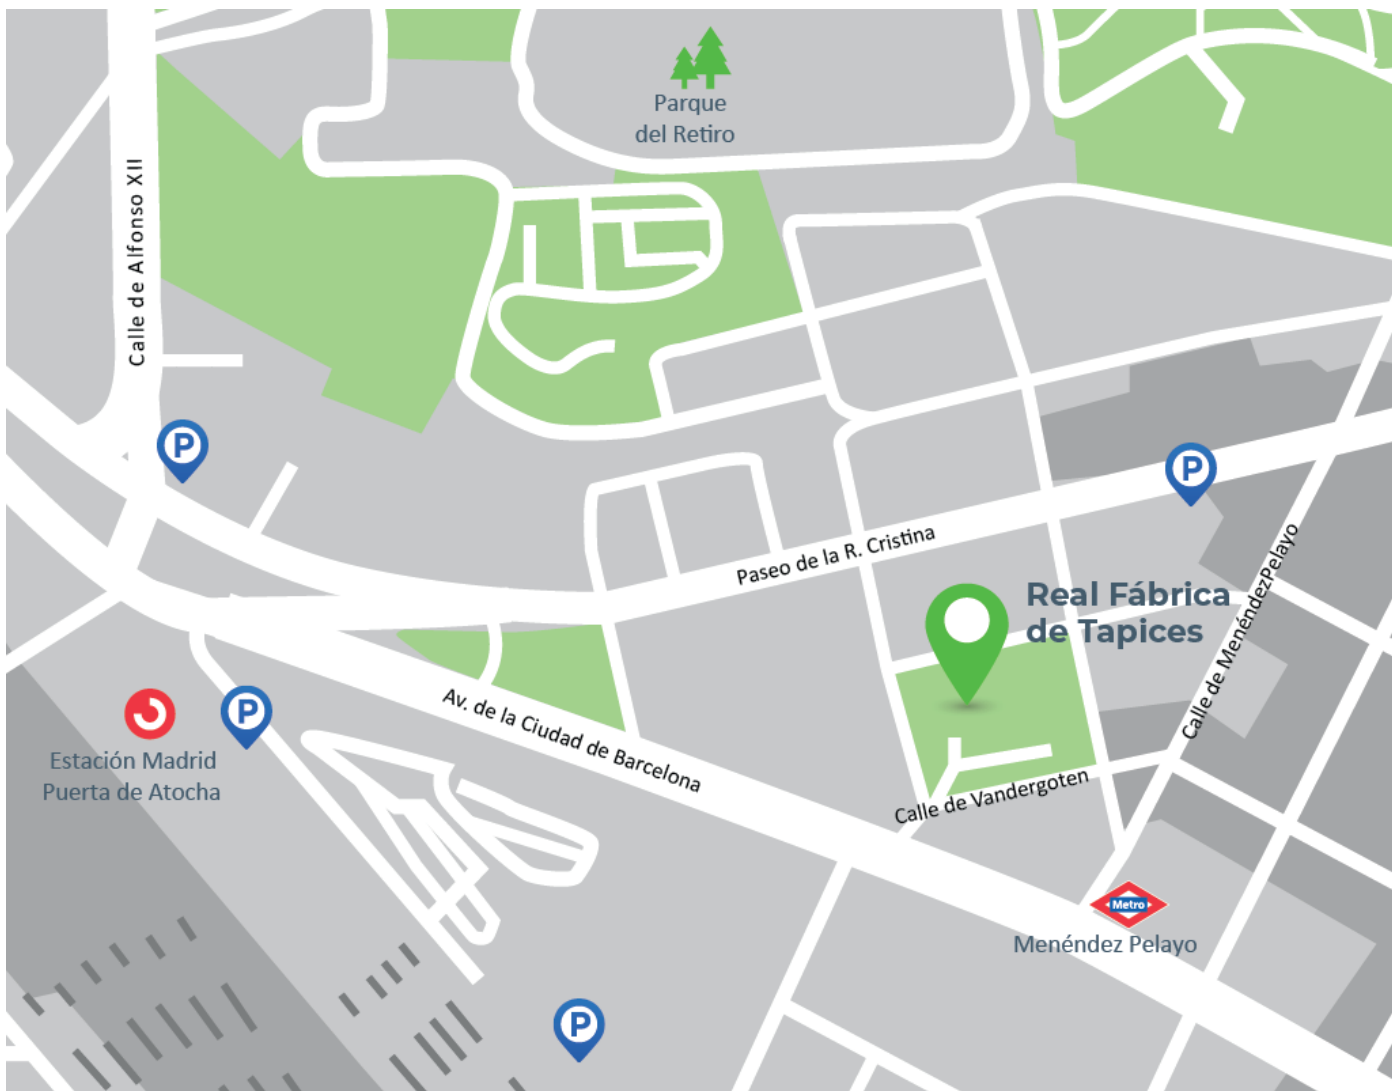 Parque
del Retiro
Calle de Alfonso XII
P
P
Paseo de la R. Cristina
Real Fábrica
de Tapices
Calle de MenéndezPelayo
P
Estación Madrid
Puerta de Atocha
Av. de la Ciudad de Barcelona
Calle de Vandergoten
Metro
Menéndez Pelayo
P